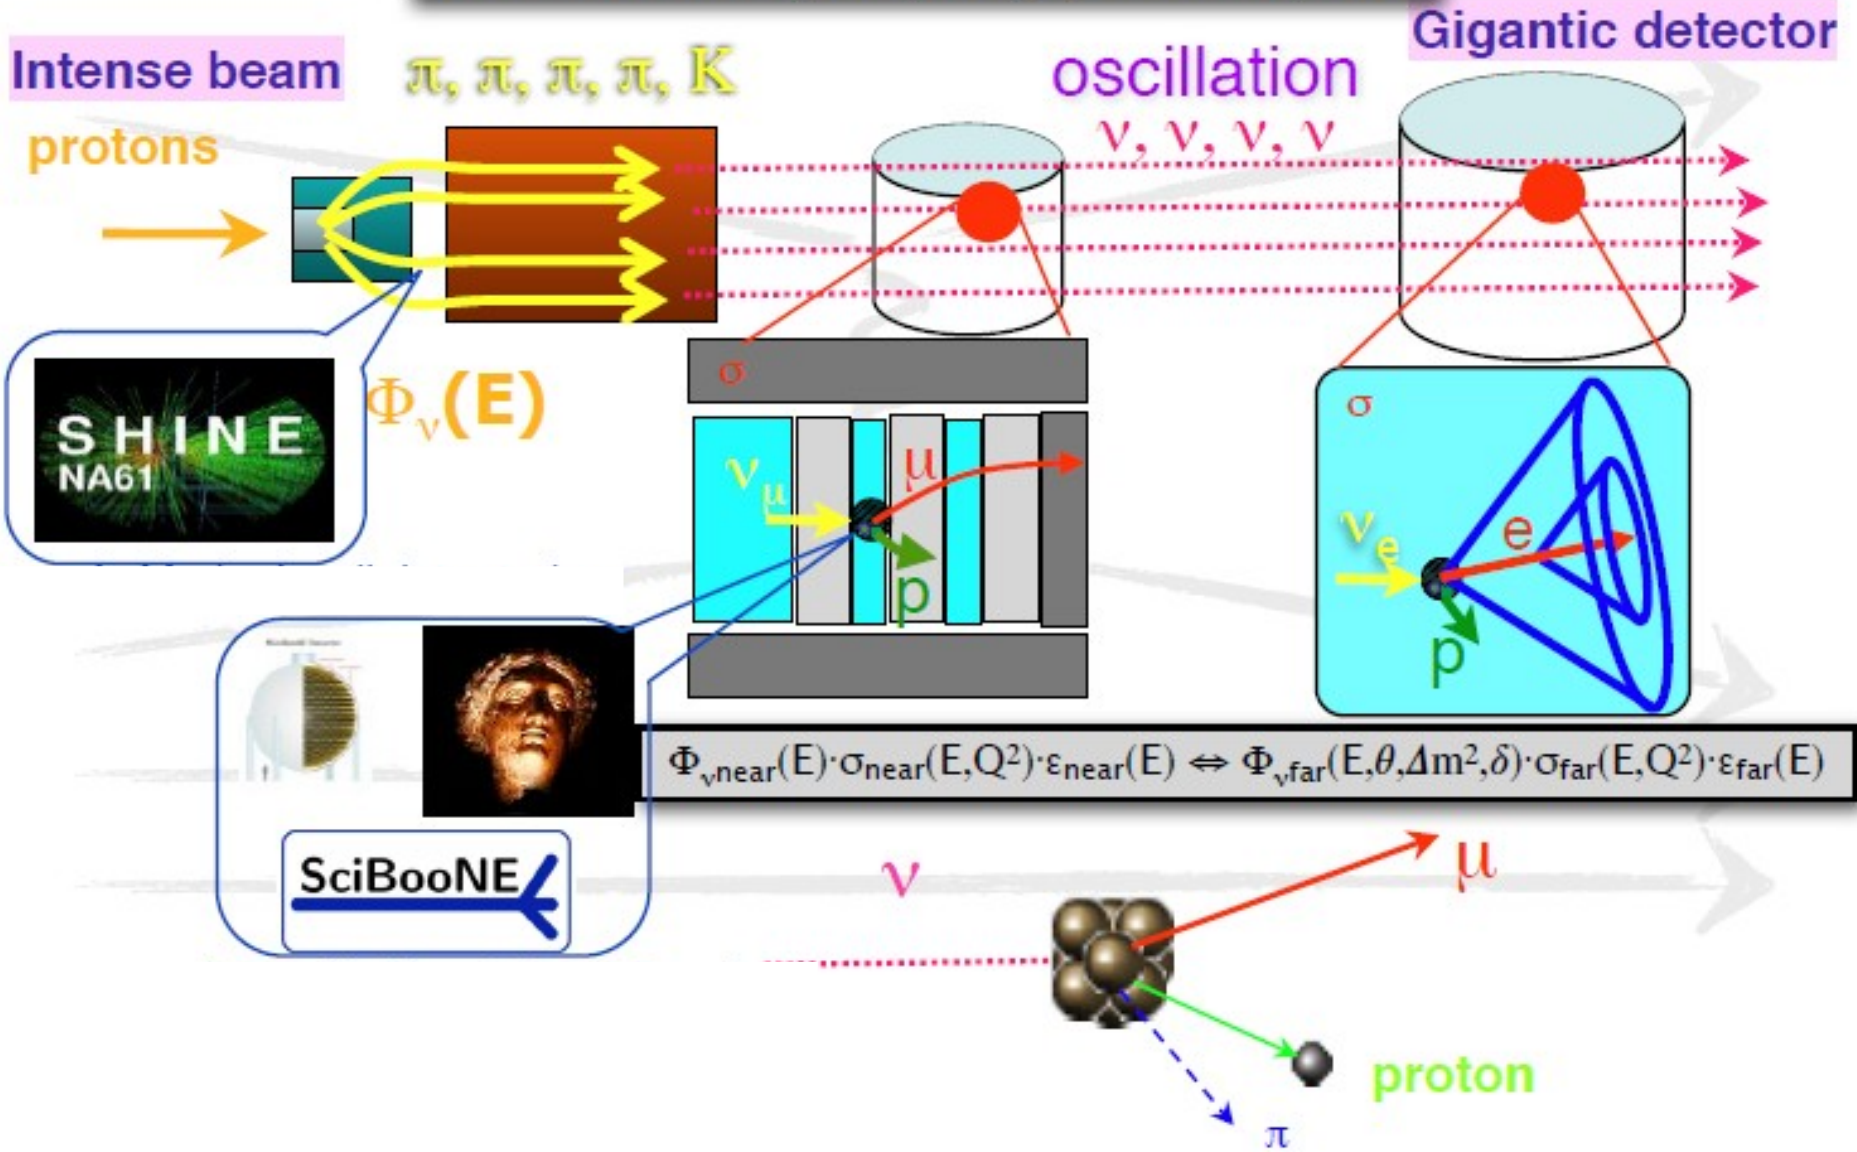 Intense beam
π, π, π, π, K
Gigantic detector
oscillation
ν, ν, ν, ν
protons
Φν(E)
SHINE
NA61
σ
νμ
μ
p
σ
νe
e
p
Φνnear(E)·σnear(E,Q²)·εnear(E) ⇔ Φνfar(E,θ,Δm²,δ)·σfar(E,Q²)·εfar(E)
SciBooNE
ν
μ
proton
π